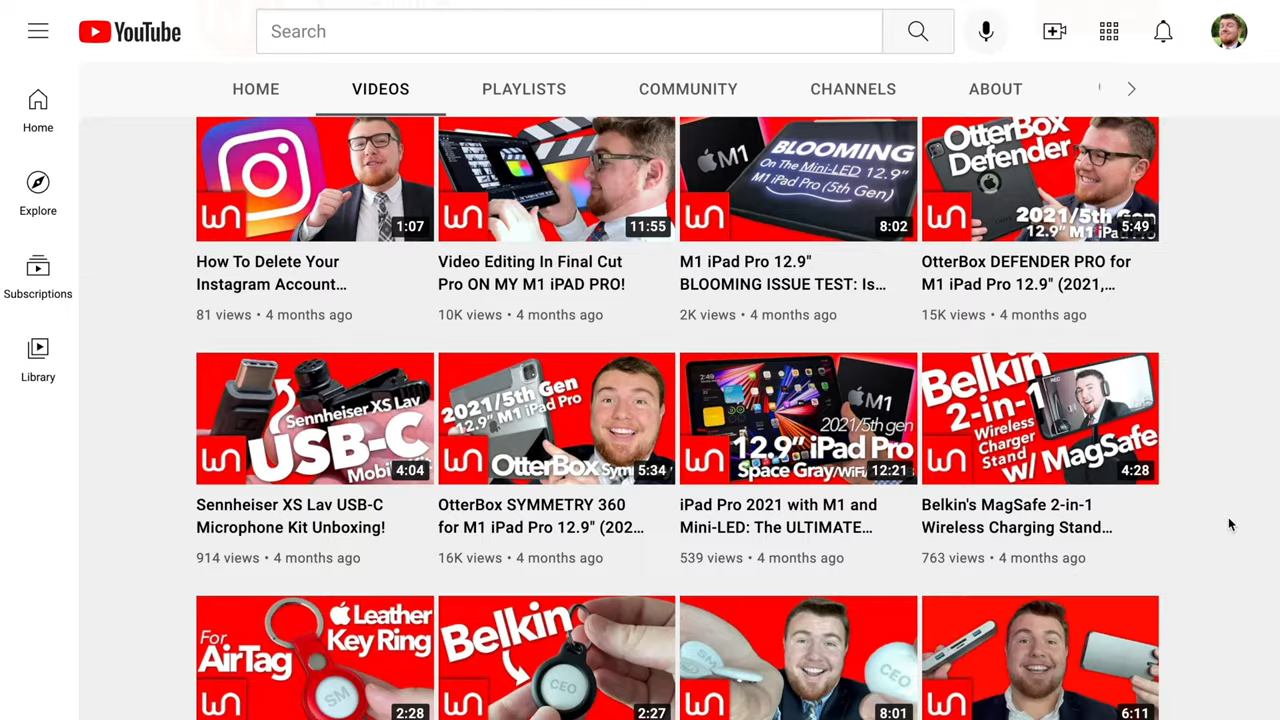 YouTube
Search
Home
Explore
Subscriptions
Library
HOME
VIDEOS
PLAYLISTS
COMMUNITY
CHANNELS
ABOUT
1:07
How To Delete Your
Instagram Account...
81 views • 4 months ago
11:55
Video Editing In Final Cut
Pro ON MY M1 iPAD PRO!
10K views • 4 months ago
M1
BLOOMING
On The Mini-LED 12.9"
M1 iPad Pro (5th Gen)
8:02
M1 iPad Pro 12.9"
BLOOMING ISSUE TEST: Is...
2K views • 4 months ago
OtterBox
Defender
2021/5th Gen
12.9" M1 iPad
5:49
OtterBox DEFENDER PRO for
M1 iPad Pro 12.9" (2021,...
15K views • 4 months ago
Sennheiser XS Lav
USB-C
Mobi
4:04
Sennheiser XS Lav USB-C
Microphone Kit Unboxing!
914 views • 4 months ago
2021/5th Gen
12.9" M1 iPad Pro
OtterBox Sym
5:34
OtterBox SYMMETRY 360
for M1 iPad Pro 12.9" (202...
16K views • 4 months ago
2:49
M1
2021/5th gen
12.9" iPad Pro
Space Gray/WiFi/
12:21
iPad Pro 2021 with M1 and
Mini-LED: The ULTIMATE...
539 views • 4 months ago
Belkin
2-in-1
Wireless
Charger
Stand
w/ MagSafe
REC
4:28
Belkin's MagSafe 2-in-1
Wireless Charging Stand...
763 views • 4 months ago
For
AirTag
Leather
Key Ring
SM
2:28
Belkin
CEO
2:27
SM
CEO
8:01
6:11